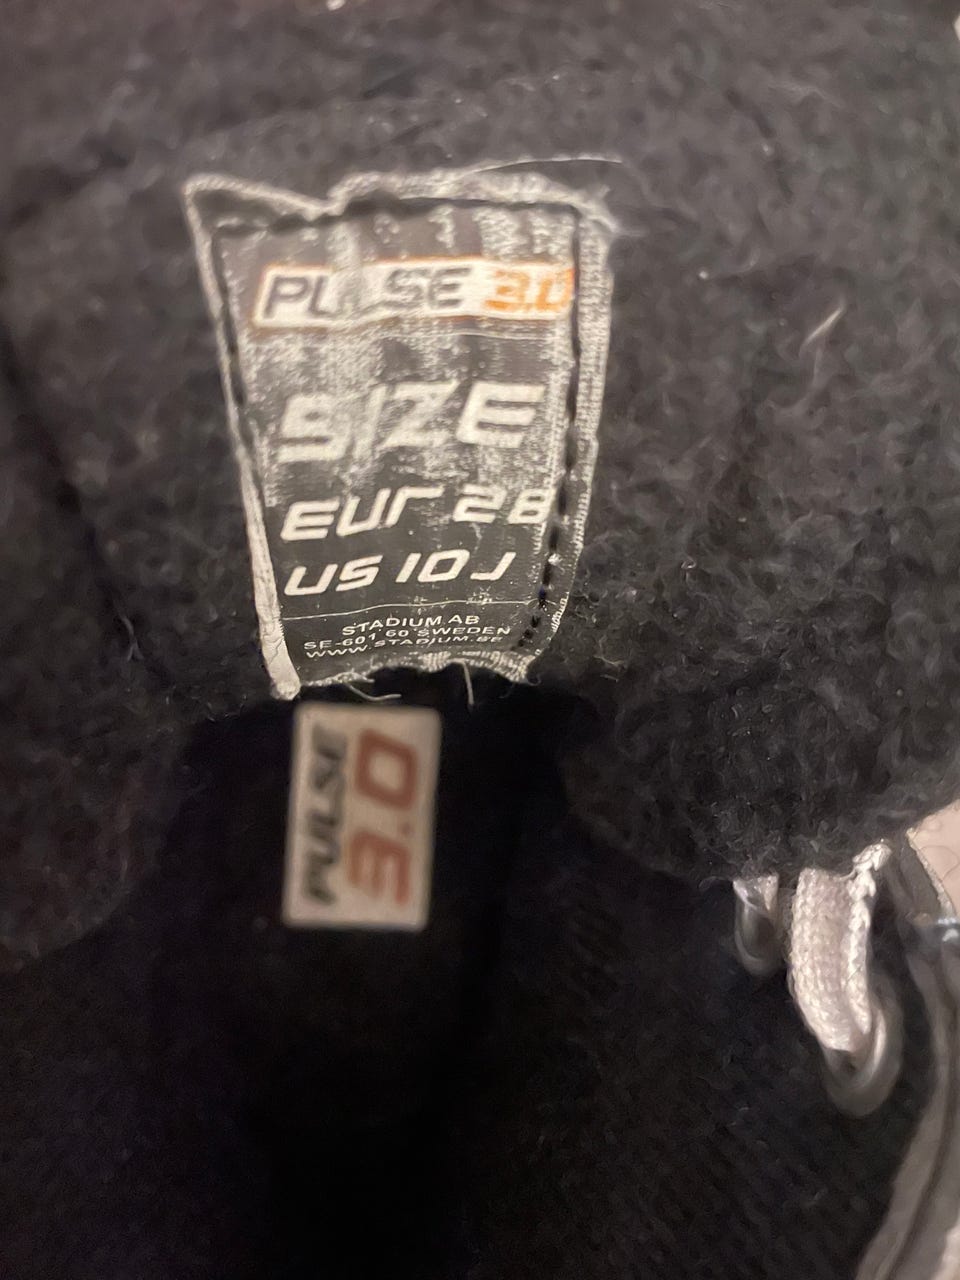 PULSE 3.0
SIZE
EUR 28
US 10J
STADIUM AB
SE-601 60 SWEDEN
WWW.STADIUM.SE
PULSE
3.0